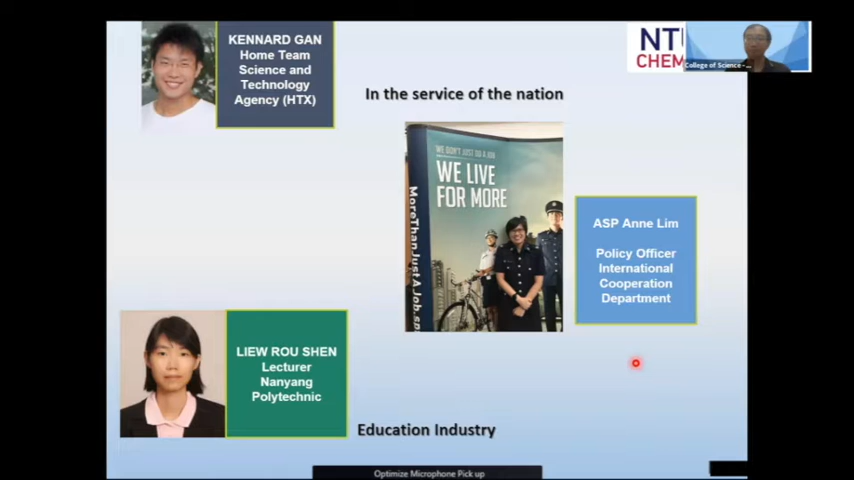 KENNARD GAN
Home Team
Science and
Technology
Agency (HTX)
In the service of the nation
NTU
CHEM
College of Science - ...
WE DON'T JUST DO A JOB
WE LIVE
FOR MORE
MoreThanJustAJob.
ASP Anne Lim
Policy Officer
International
Cooperation
Department
LIEW ROU SHEN
Lecturer
Nanyang
Polytechnic
Education Industry
Optimize Microphone Pick up